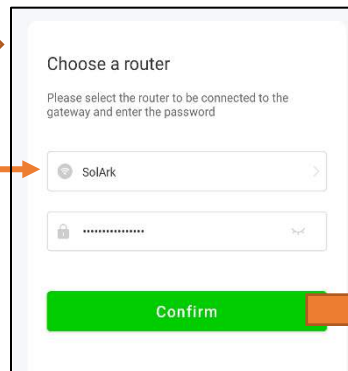 Choose a router
Please select the router to be connected to the
gateway and enter the password
SolArk
••••••••••••••••
Confirm